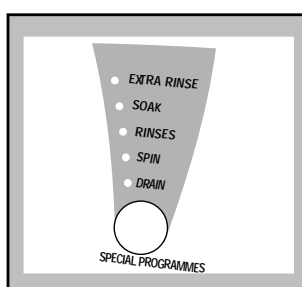 EXTRA RINSE
SOAK
RINSES
SPIN
DRAIN
SPECIAL PROGRAMMES